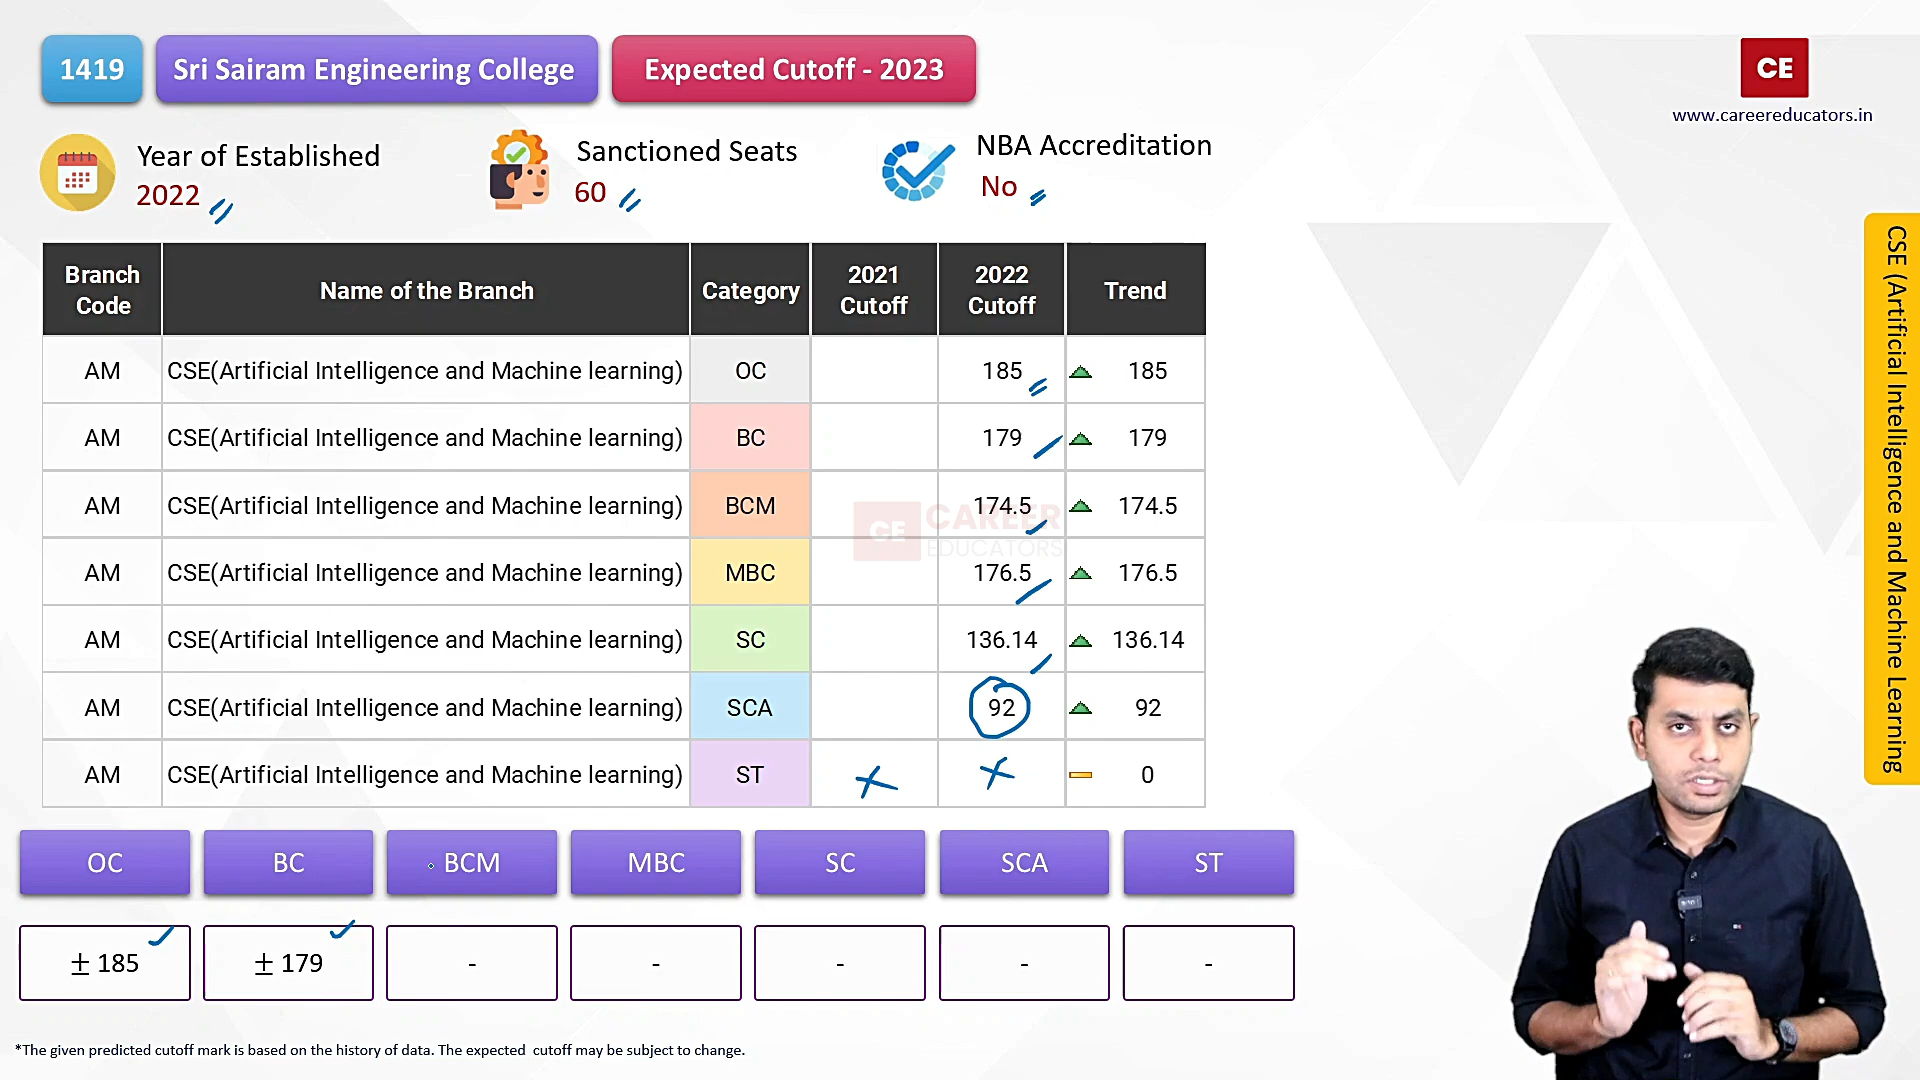 1419
Sri Sairam Engineering College
Expected Cutoff - 2023
CE
www.careereducators.in
Year of Established
2022
Sanctioned Seats
60
NBA Accreditation
No
Branch Code
Name of the Branch
Category
2021 Cutoff
2022 Cutoff
Trend
AM CSE(Artificial Intelligence and Machine learning) OC 185 185
AM CSE(Artificial Intelligence and Machine learning) BC 179 179
AM CSE(Artificial Intelligence and Machine learning) BCM 174.5 174.5
AM CSE(Artificial Intelligence and Machine learning) MBC 176.5 176.5
AM CSE(Artificial Intelligence and Machine learning) SC 136.14 136.14
AM CSE(Artificial Intelligence and Machine learning) SCA 92 92
AM CSE(Artificial Intelligence and Machine learning) ST 0
CE CAREER
EDUCATORS
CSE (Artificial Intelligence and Machine Learning
OC BC BCM MBC SC SCA ST
± 185 ± 179 - - - - -
*The given predicted cutoff mark is based on the history of data. The expected cutoff may be subject to change.